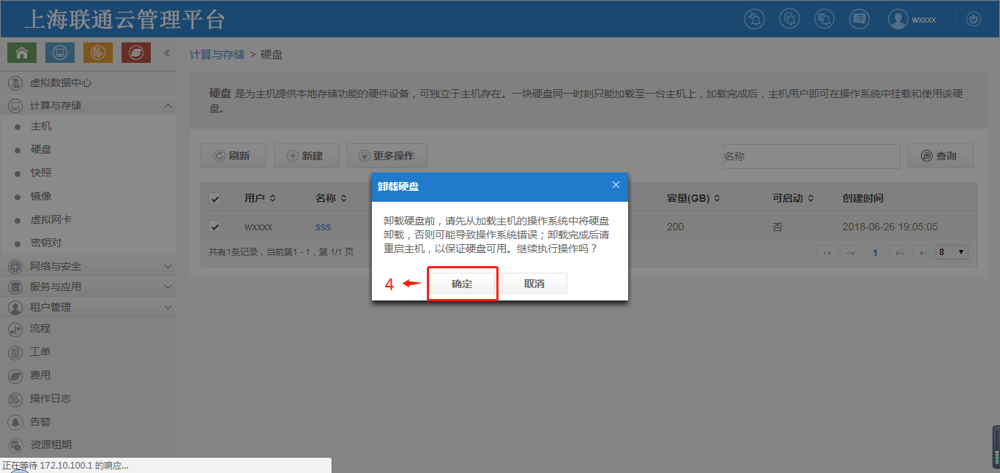 上海联通云管理平台
wxxxx
计算与存储 > 硬盘
虚拟数据中心
计算与存储
主机
硬盘
快照
镜像
虚拟网卡
密钥对
网络与安全
服务与应用
租户管理
流程
工单
费用
操作日志
告警
资源租期
硬盘 是为主机提供本地存储功能的硬件设备，可独立于主机存在。一块硬盘同一时刻只能加载至一台主机上，加载完成后，主机用户即可在操作系统中挂载和使用该硬
盘。
刷新 新建 更多操作 名称 查询
用户 名称 容量(GB) 可启动 创建时间
wxxxx sss 200 否 2018-06-26 19:05:05
共有1条记录，当前第1 - 1，第 1/1 页 1 8
卸载硬盘
卸载硬盘前，请先从加载主机的操作系统中将硬盘
卸载，否则可能导致操作系统错误；卸载完成后请
重启主机，以保证硬盘可用。继续执行操作吗？
4 确定 取消
正在等待 172.10.100.1 的响应...